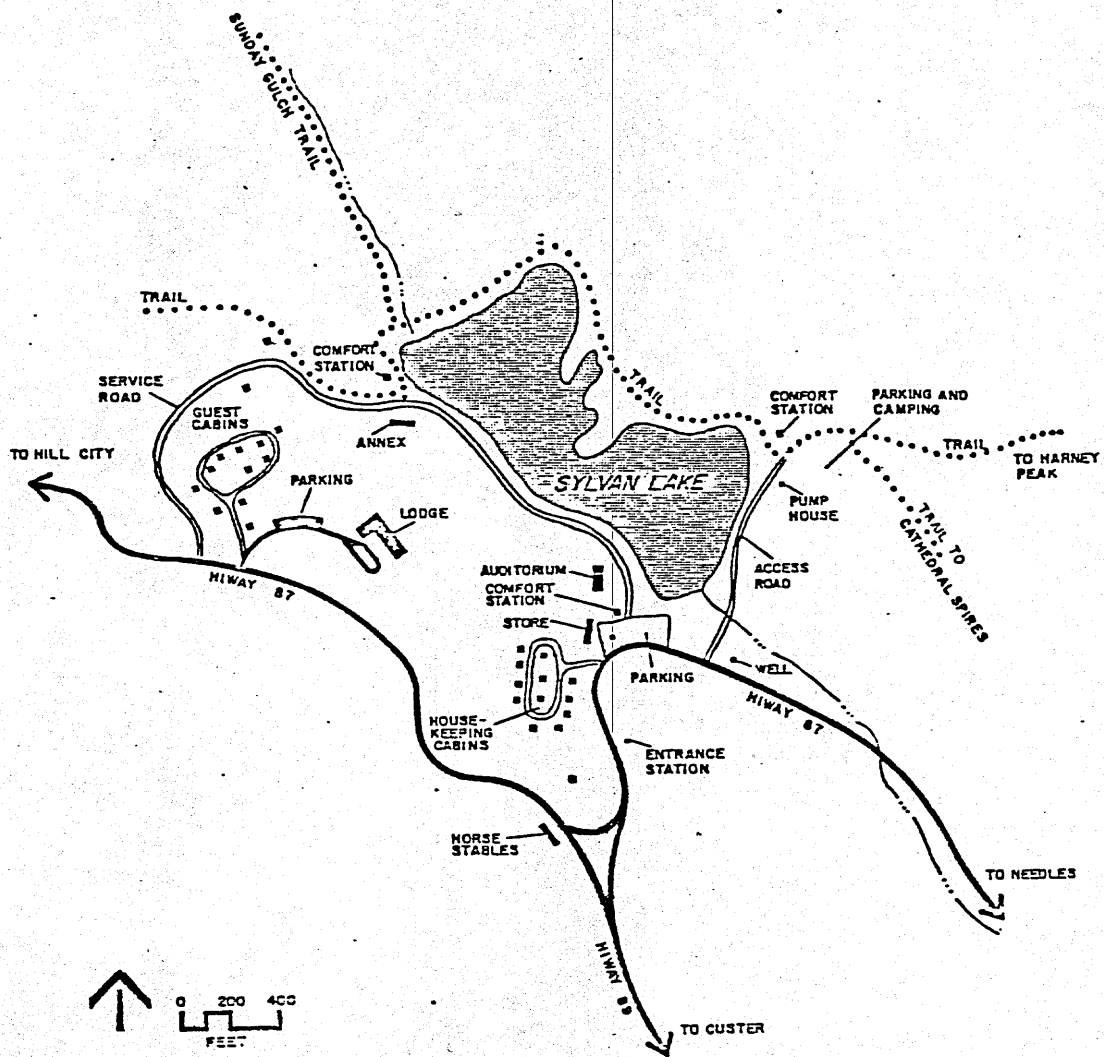 SUNDAY GULCH TRAIL
TRAIL
COMFORT
STATION
SERVICE
ROAD
GUEST
CABINS
ANNEX
TO HILL CITY
PARKING
LODGE
HIWAY 87
TRAIL
COMFORT
STATION
PARKING AND
CAMPING
TRAIL
TO HARNEY
PEAK
SYLVAN LAKE
PUMP
HOUSE
TRAIL TO
CATHEDRAL SPIRES
ACCESS
ROAD
AUDITORIUM
COMFORT
STATION
STORE
PARKING
WELL
HIWAY 87
HOUSE-
KEEPING
CABINS
ENTRANCE
STATION
HORSE
STABLES
TO NEEDLES
HIWAY 89
TO CUSTER
0 200 400
FEET